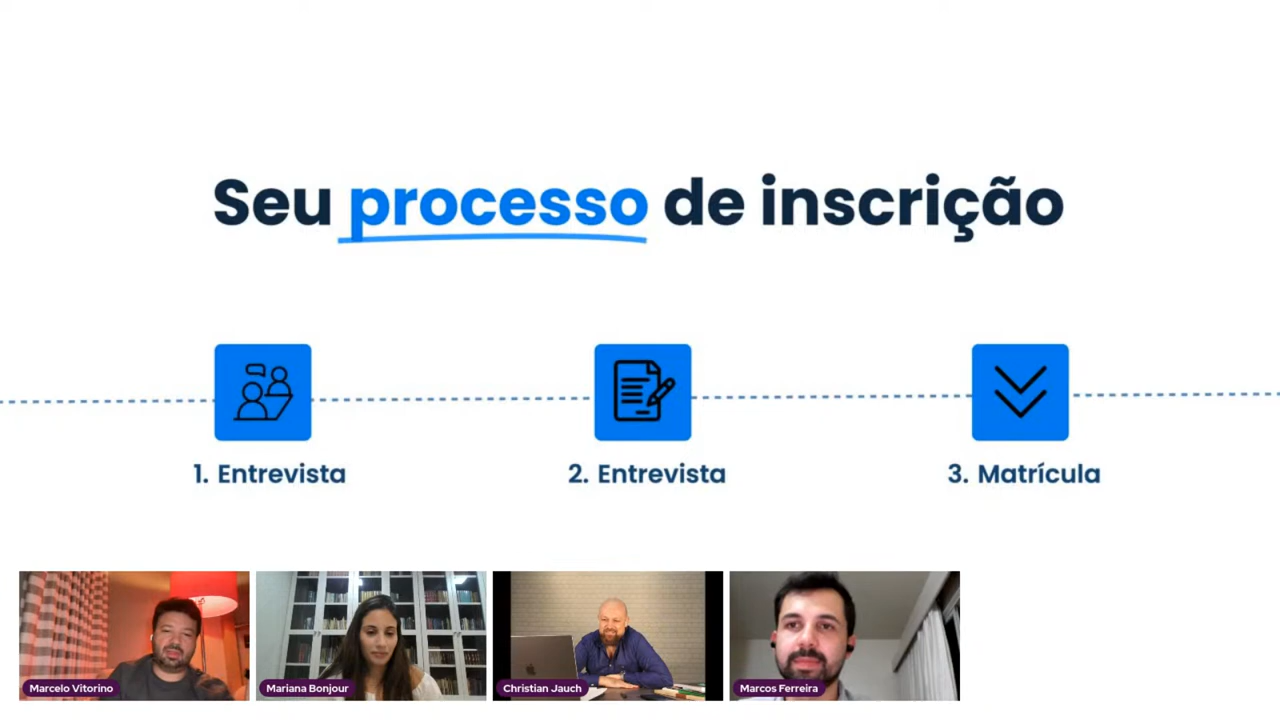 Seu processo de inscrição
1. Entrevista
2. Entrevista
3. Matrícula
Marcelo Vitorino
Mariana Bonjour
Christian Jauch
Marcos Ferreira